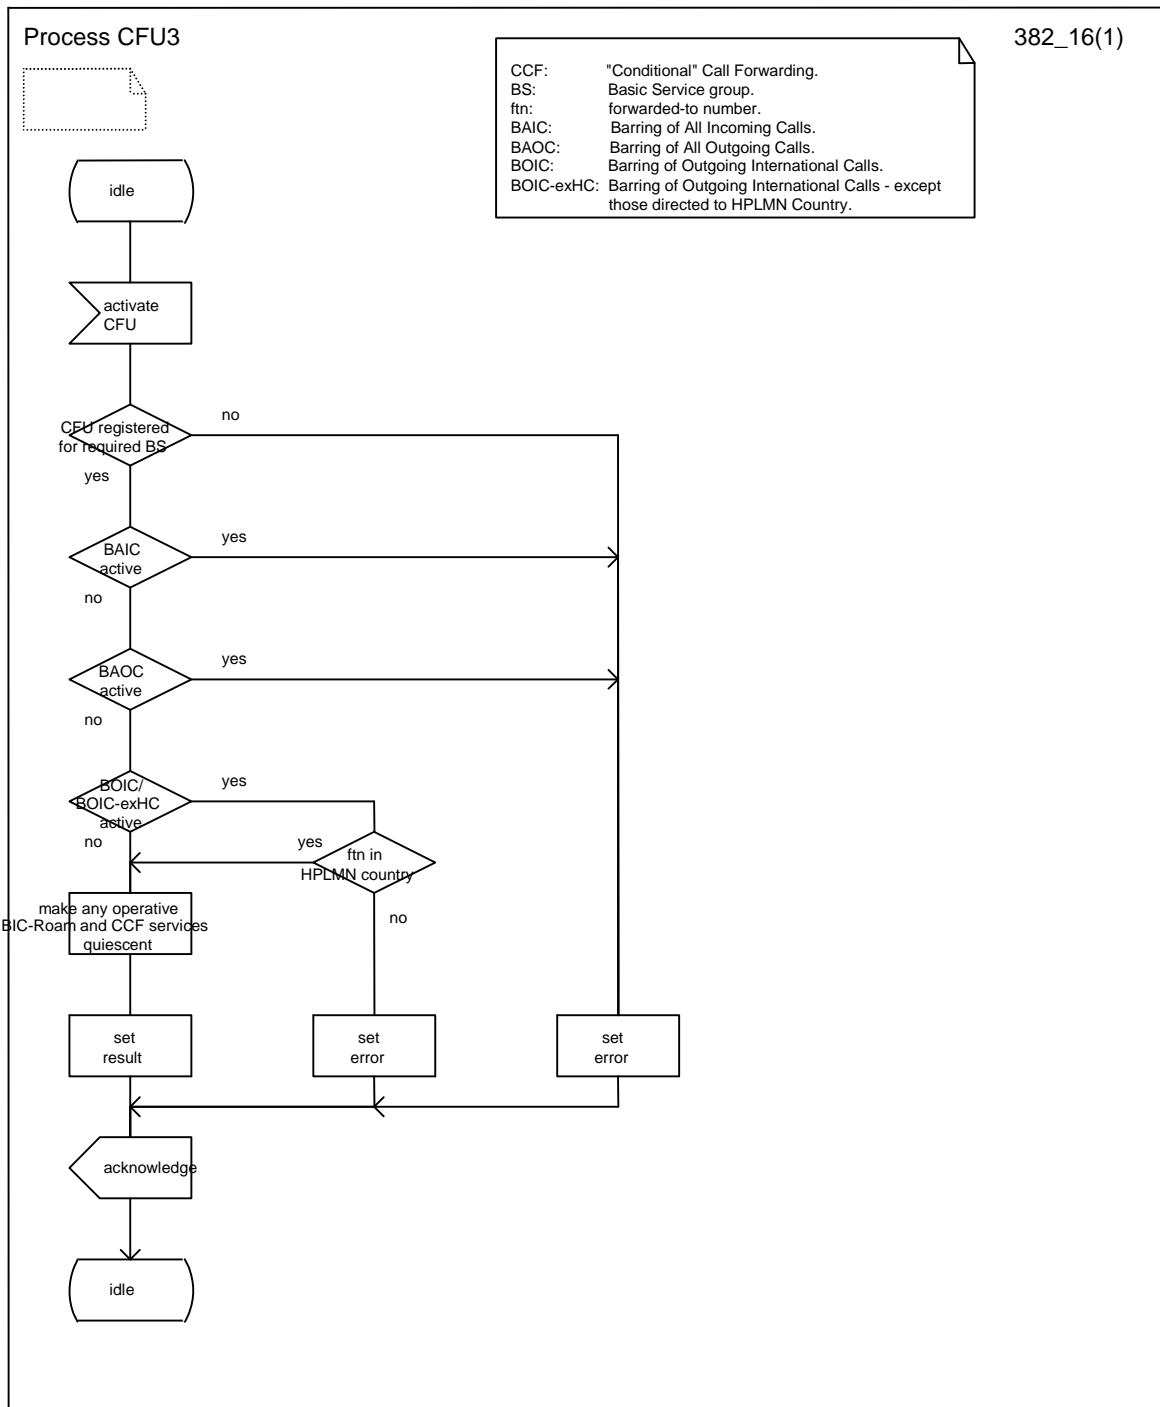 Process CFU3
382_16(1)
CCF: "Conditional" Call Forwarding.
BS: Basic Service group.
ftn: forwarded-to number.
BAIC: Barring of All Incoming Calls.
BAOC: Barring of All Outgoing Calls.
BOIC: Barring of Outgoing International Calls.
BOIC-exHC: Barring of Outgoing International Calls - except
those directed to HPLMN Country.
idle
activate
CFU
CFU registered
for required BS
no
yes
BAIC
active
yes
no
BAOC
active
yes
no
BOIC/
BOIC-exHC
active
yes
no
yes
ftn in
HPLMN country
no
make any operative
BIC-Roam and CCF services
quiescent
set
result
set
error
set
error
acknowledge
idle